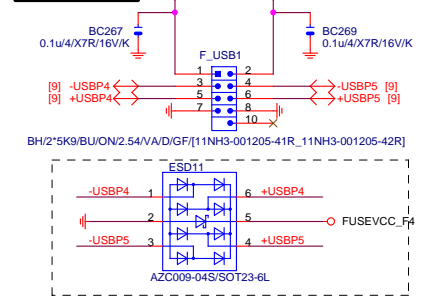 BC267
0.1u/4/X7R/16V/K
BC269
0.1u/4/X7R/16V/K
F_USB1
1 2
[9] -USBP4 3 4 -USBP5 [9]
[9] +USBP4 5 6 +USBP5 [9]
7 8
10
BH/2*5K9/BU/ON/2.54/VA/D/GF/[11NH3-001205-41R_11NH3-001205-42R]
ESD11
-USBP4 1 6 +USBP4
2 5 FUSEVCC_F4
-USBP5 3 4 +USBP5
AZC009-04S/SOT23-6L